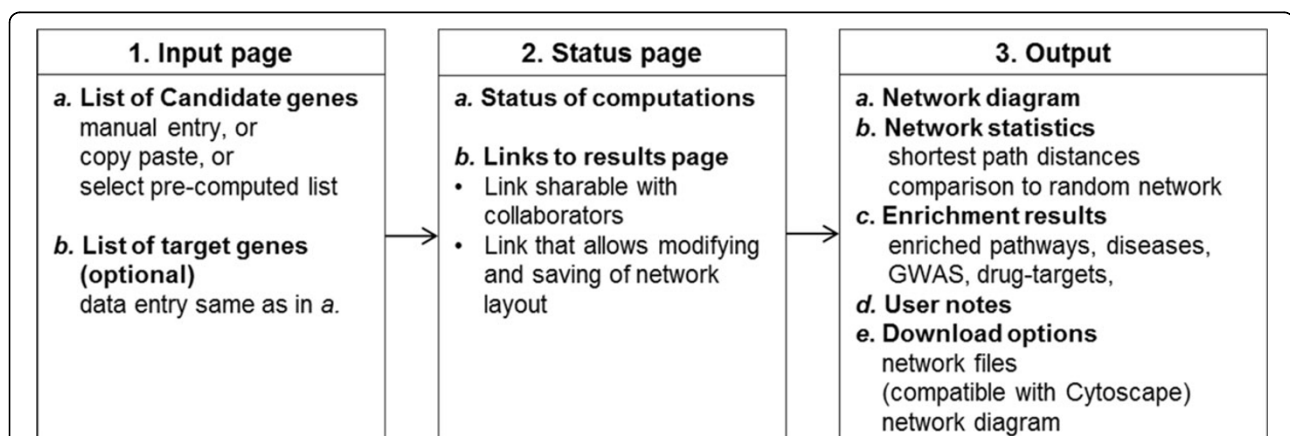 1. Input page
a. List of Candidate genes
manual entry, or
copy paste, or
select pre-computed list
b. List of target genes
(optional)
data entry same as in a.
2. Status page
a. Status of computations
b. Links to results page
• Link sharable with
collaborators
• Link that allows modifying
and saving of network
layout
3. Output
a. Network diagram
b. Network statistics
shortest path distances
comparison to random network
c. Enrichment results
enriched pathways, diseases,
GWAS, drug-targets,
d. User notes
e. Download options
network files
(compatible with Cytoscape)
network diagram